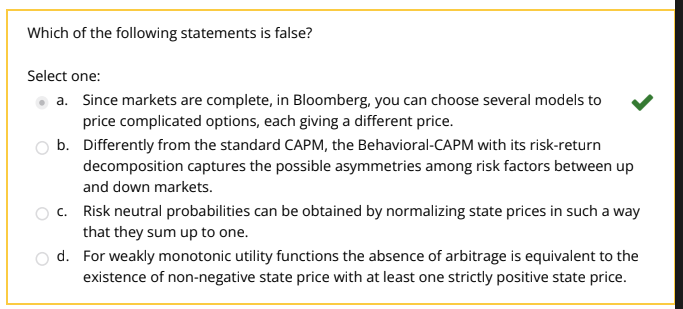 Which of the following statements is false?
Select one:
a. Since markets are complete, in Bloomberg, you can choose several models to
price complicated options, each giving a different price.
b. Differently from the standard CAPM, the Behavioral-CAPM with its risk-return
decomposition captures the possible asymmetries among risk factors between up
and down markets.
c. Risk neutral probabilities can be obtained by normalizing state prices in such a way
that they sum up to one.
d. For weakly monotonic utility functions the absence of arbitrage is equivalent to the
existence of non-negative state price with at least one strictly positive state price.